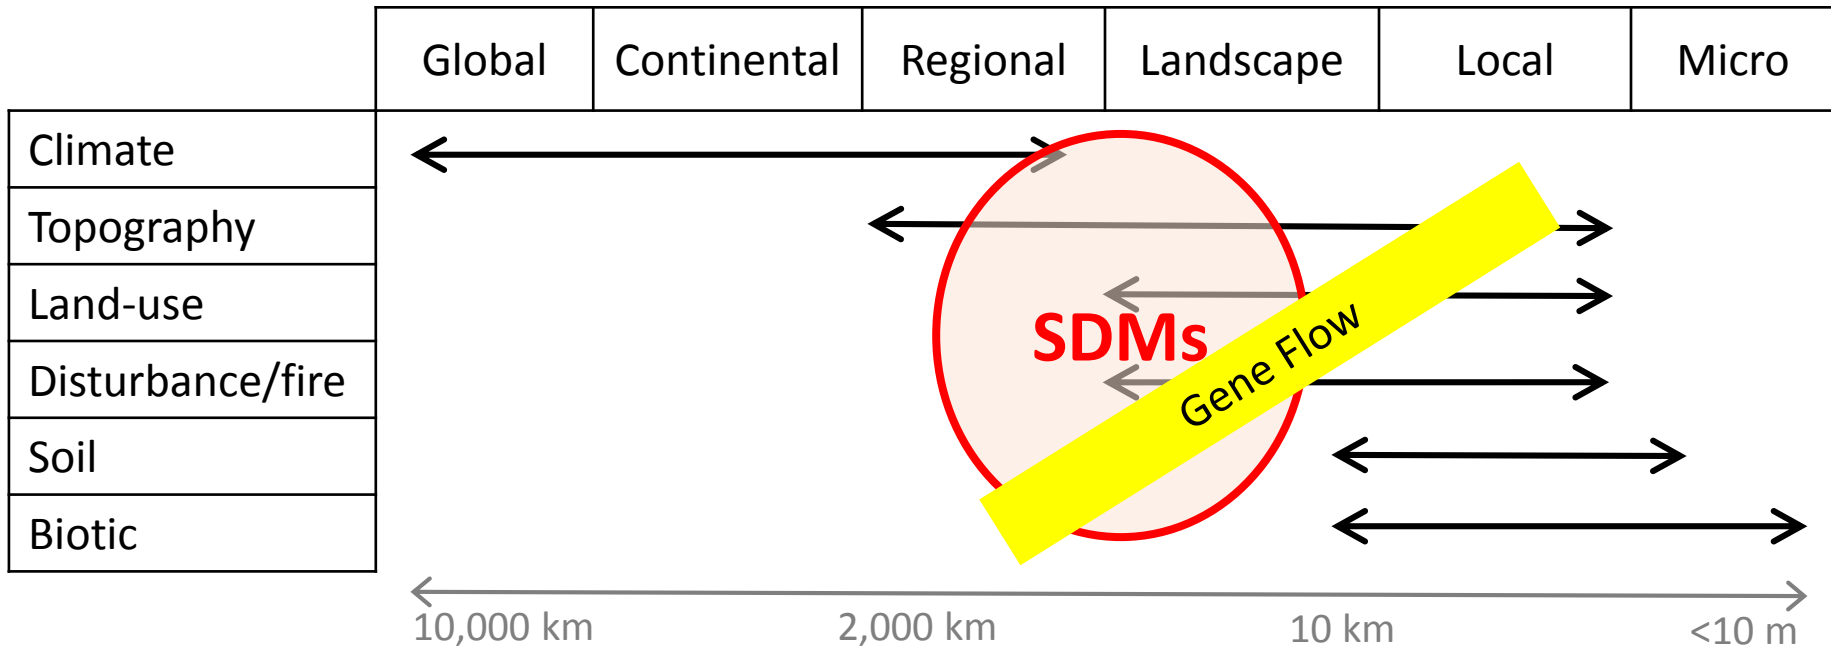 Global Continental Regional Landscape Local Micro
Climate
Topography
Land-use
SDMs
Gene Flow
Disturbance/fire
Soil
Biotic
10,000 km 2,000 km 10 km <10 m